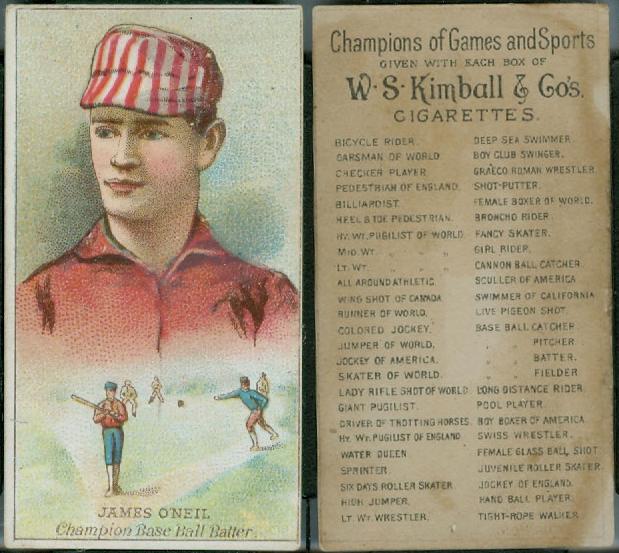 JAMES O'NEIL
Champion Base Ball Batter.
Champions of Games and Sports
GIVEN WITH EACH BOX OF
W. S. Kimball & Co's.
CIGARETTES.
BICYCLE RIDER.
OARSMAN OF WORLD
CHECKER PLAYER
PEDESTRIAN OF ENGLAND.
BILLIARDIST.
HEEL & TOE PEDESTRIAN.
Hv. Wt. PUGILIST OF WORLD.
MID. WT. " " "
LT. WT. " " "
ALL AROUND ATHLETIC.
WING SHOT OF CANADA
RUNNER OF WORLD.
COLORED JOCKEY.
JUMPER OF WORLD,
JOCKEY OF AMERICA.
SKATER OF WORLD.
LADY RIFLE SHOT OF WORLD
GIANT PUGILIST.
DRIVER OF TROTTING HORSES.
Hv. Wt. PUGILIST OF ENGLAND
WATER QUEEN
SPRINTER.
SIX DAYS ROLLER SKATER
HIGH JUMPER.
LT. WT. WRESTLER.
DEEP SEA SWIMMER.
BOY CLUB SWINGER.
GRAECO ROMAN WRESTLER
SHOT-PUTTER.
FEMALE BOXER OF WORLD.
BRONCHO RIDER
FANCY SKATER.
GIRL RIDER.
CANNON BALL CATCHER.
SCULLER OF AMERICA
SWIMMER OF CALIFORNIA
LIVE PIGEON SHOT.
BASE BALL CATCHER.
" " PITCHER.
" " BATTER.
" " FIELDER
LONG DISTANCE RIDER.
POOL PLAYER.
BOY BOXER OF AMERICA
SWISS WRESTLER.
FEMALE GLASS BALL SHOT
JUVENILE ROLLER SKATER.
JOCKEY OF ENGLAND.
HAND BALL PLAYER.
TIGHT-ROPE WALKER